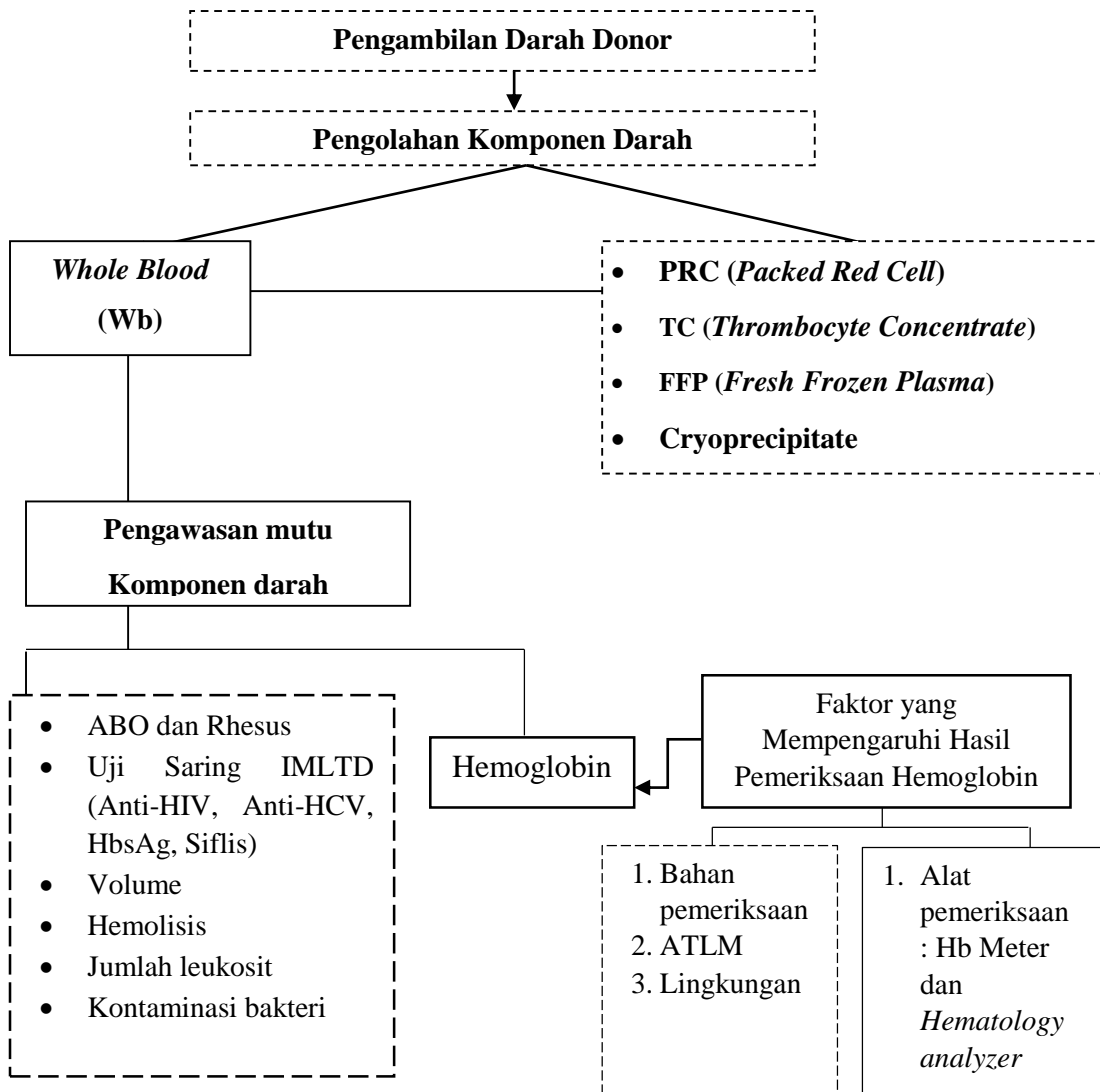 Pengambilan Darah Donor
Pengolahan Komponen Darah
Whole Blood
(Wb)
• PRC (Packed Red Cell)
• TC (Thrombocyte Concentrate)
• FFP (Fresh Frozen Plasma)
• Cryoprecipitate
Pengawasan mutu
Komponen darah
• ABO dan Rhesus
• Uji Saring IMLTD
(Anti-HIV, Anti-HCV,
HbsAg, Siflis)
• Volume
• Hemolisis
• Jumlah leukosit
• Kontaminasi bakteri
Hemoglobin
Faktor yang
Mempengaruhi Hasil
Pemeriksaan Hemoglobin
1. Bahan
pemeriksaan
2. ATLM
3. Lingkungan
1. Alat
pemeriksaan
: Hb Meter
dan
Hematology
analyzer